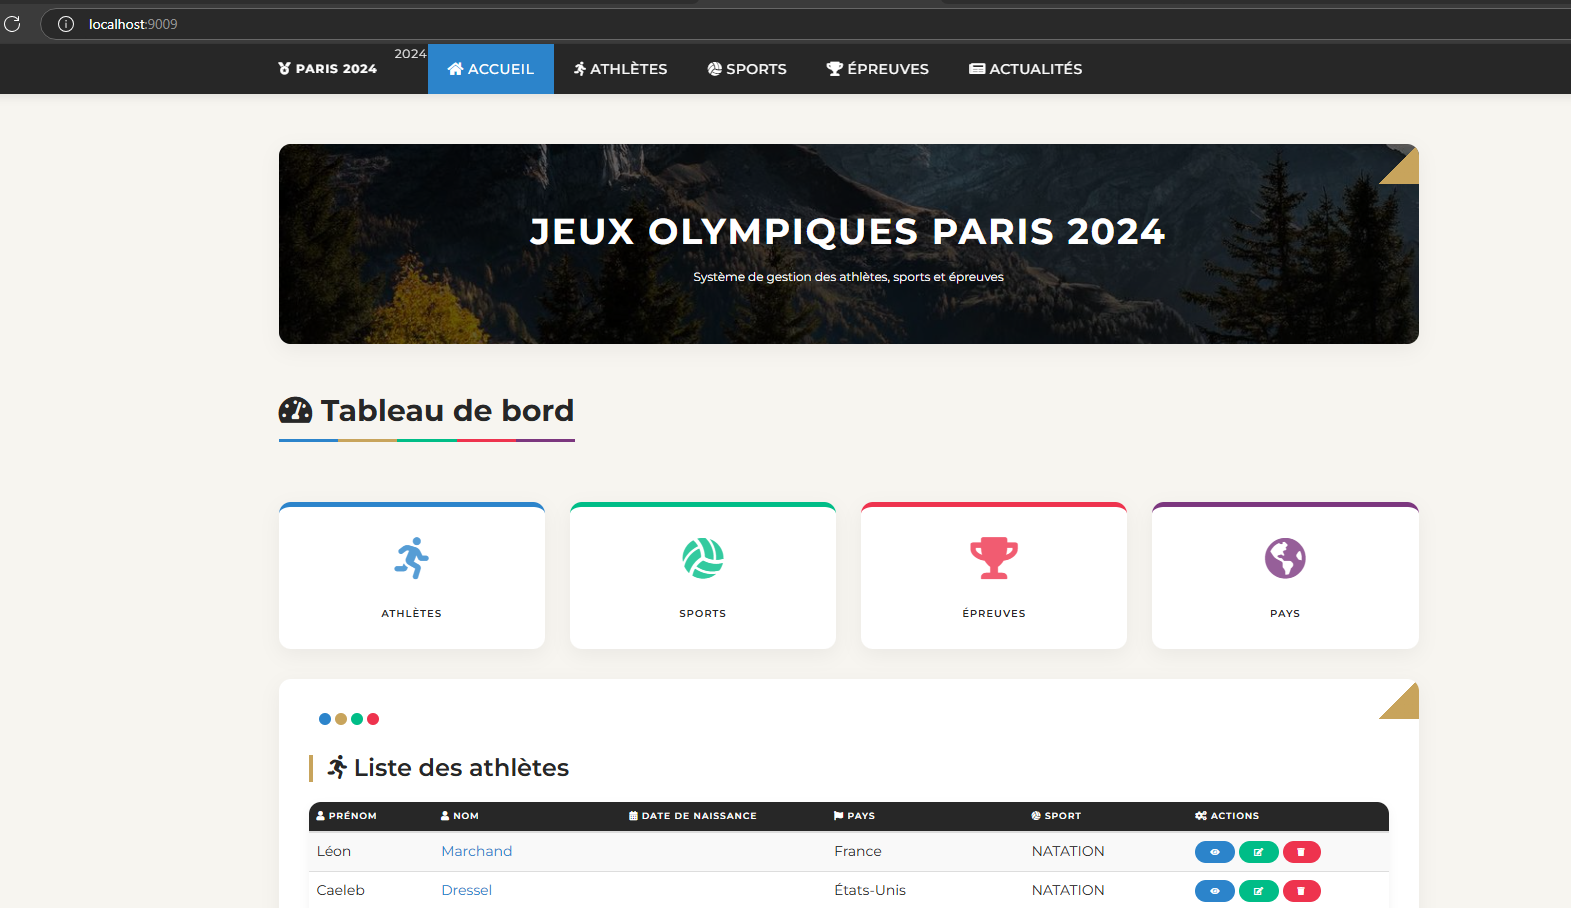 localhost:9009
PARIS 2024
2024
ACCUEIL
ATHLÈTES
SPORTS
ÉPREUVES
ACTUALITÉS
JEUX OLYMPIQUES PARIS 2024
Système de gestion des athlètes, sports et épreuves
Tableau de bord
ATHLÈTES
SPORTS
ÉPREUVES
PAYS
Liste des athlètes
PRÉNOM NOM DATE DE NAISSANCE PAYS SPORT ACTIONS
Léon Marchand France NATATION
Caeleb Dressel États-Unis NATATION